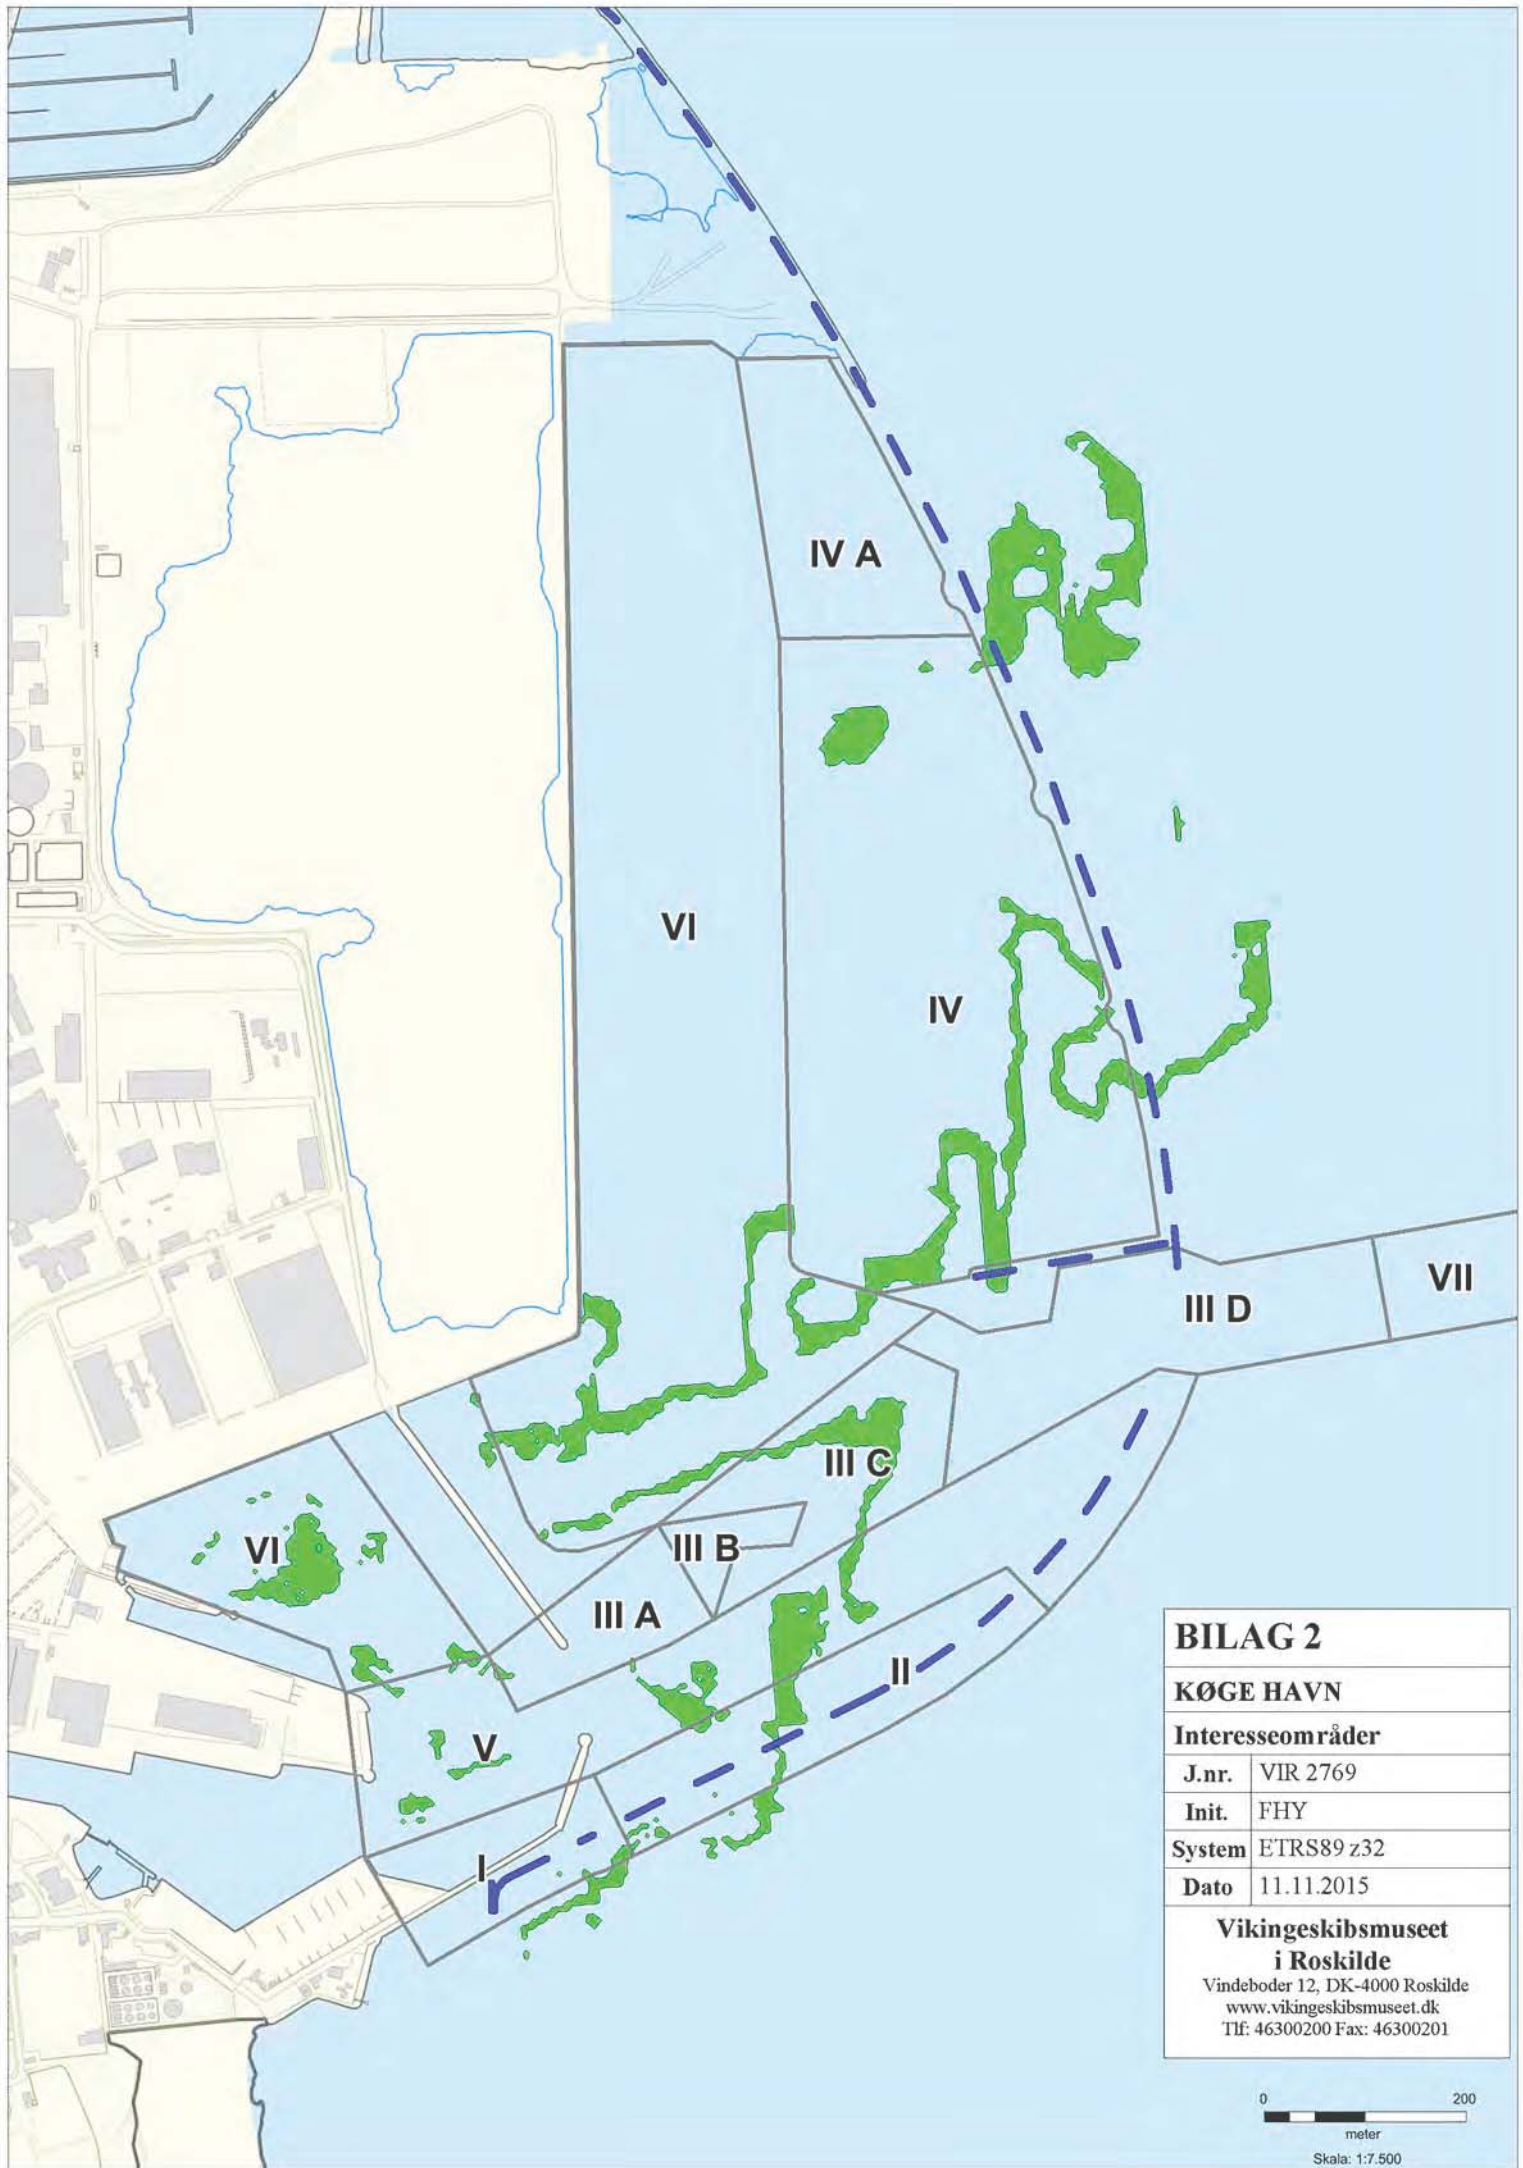 IV A
VI
IV
VII
III D
III C
VI
III B
III A
II
V
I
BILAG 2
KØGE HAVN
Interesseområder
J.nr. VIR 2769
Init. FHY
System ETRS89 z32
Dato 11.11.2015
Vikingeskibsmuseet
i Roskilde
Vindeboder 12, DK-4000 Roskilde
www.vikingeskibsmuseet.dk
Tlf: 46300200 Fax: 46300201
0 200
meter
Skala: 1:7.500